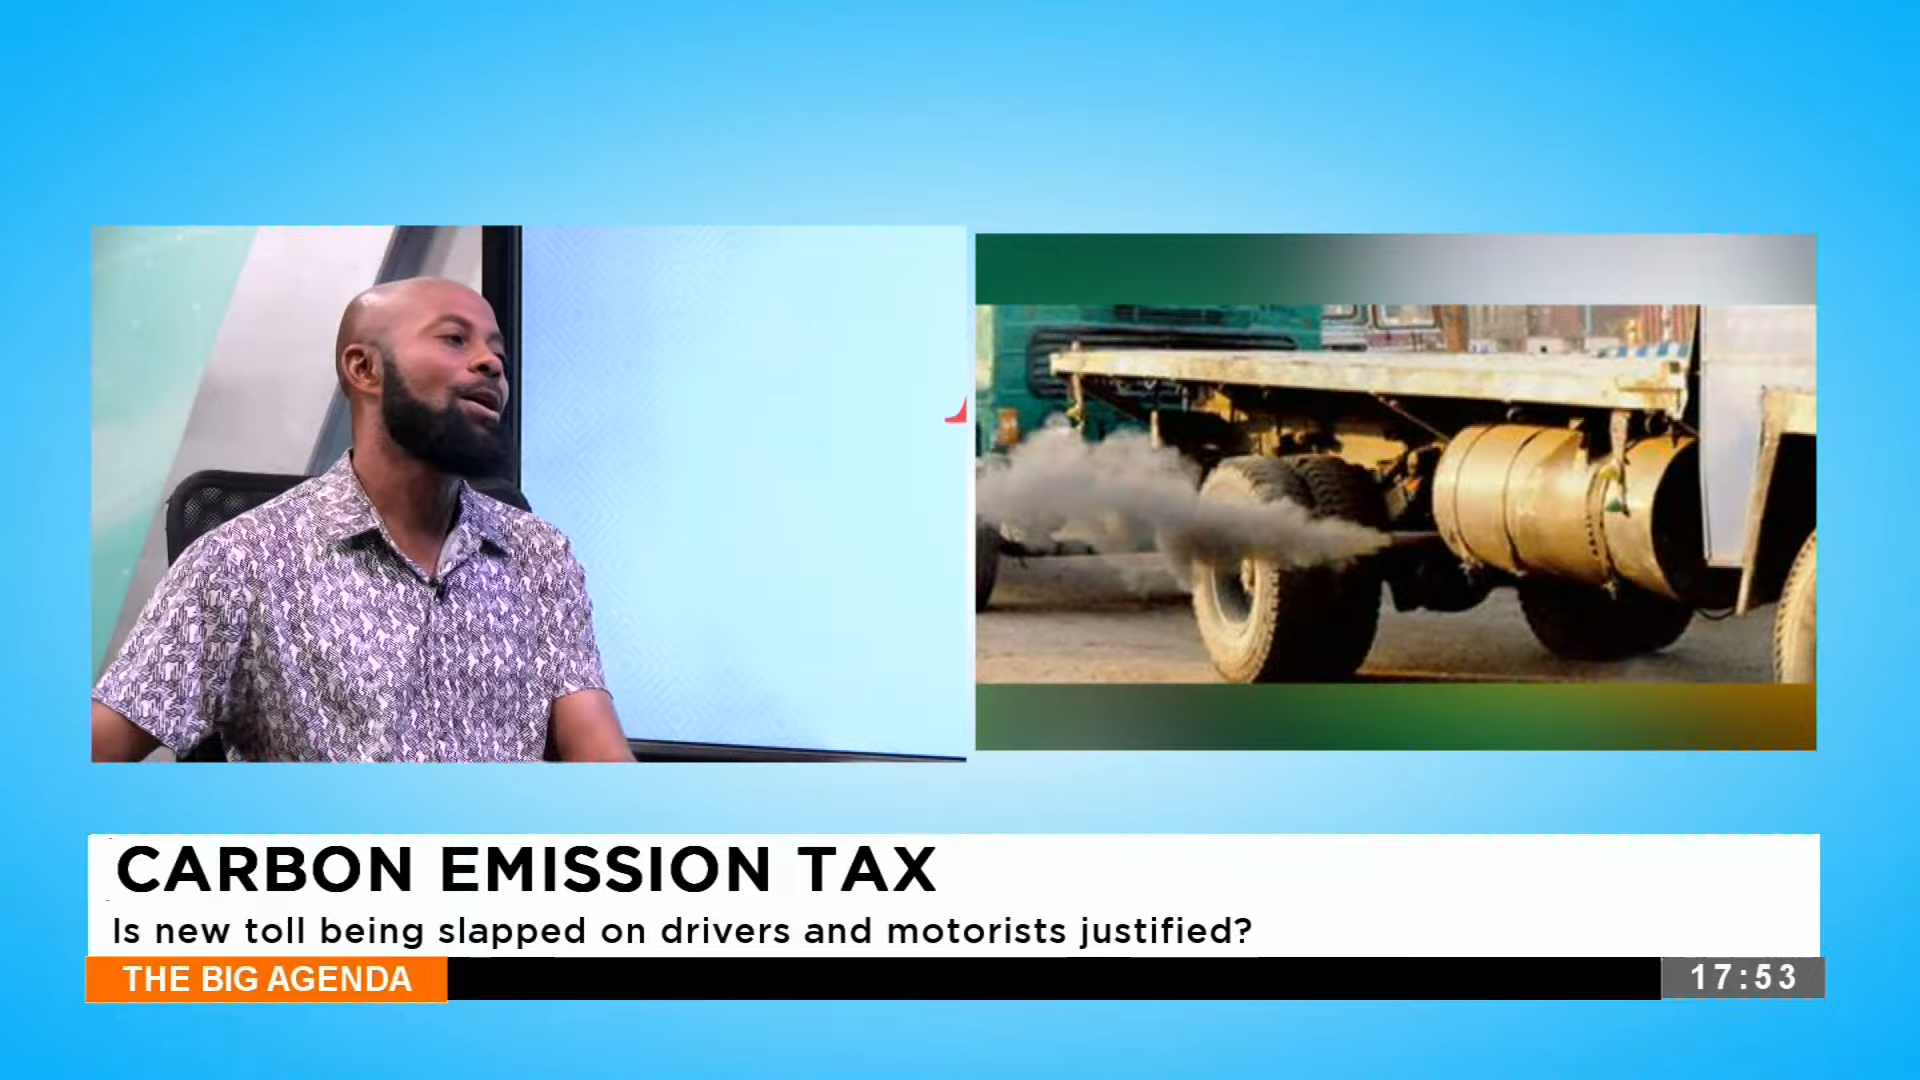 CARBON EMISSION TAX
Is new toll being slapped on drivers and motorists justified?
THE BIG AGENDA
17:53